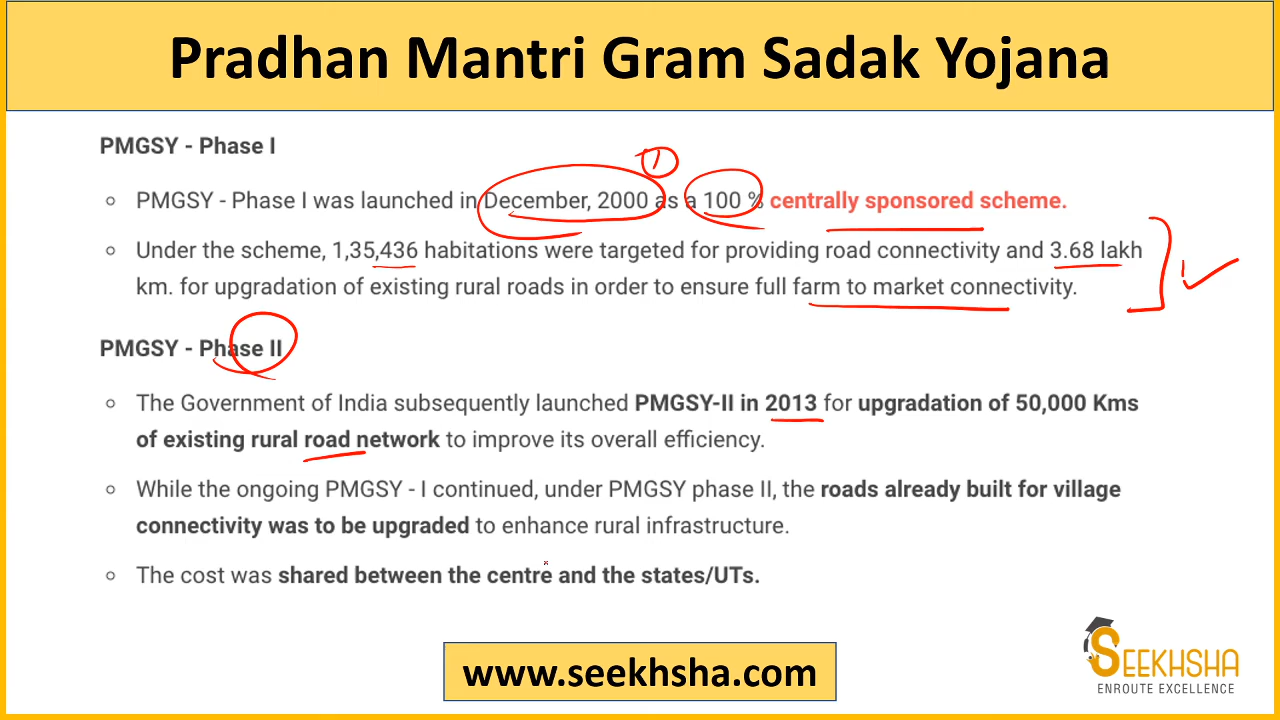 Pradhan Mantri Gram Sadak Yojana
PMGSY - Phase I
1
PMGSY - Phase I was launched in December, 2000 as a 100 % centrally sponsored scheme.
Under the scheme, 1,35,436 habitations were targeted for providing road connectivity and 3.68 lakh
km. for upgradation of existing rural roads in order to ensure full farm to market connectivity.
PMGSY - Phase II
The Government of India subsequently launched PMGSY-II in 2013 for upgradation of 50,000 Kms
of existing rural road network to improve its overall efficiency.
While the ongoing PMGSY - I continued, under PMGSY phase II, the roads already built for village
connectivity was to be upgraded to enhance rural infrastructure.
The cost was shared between the centre and the states/UTs.
www.seekhsha.com
SEEKHSHA
ENROUTE EXCELLENCE